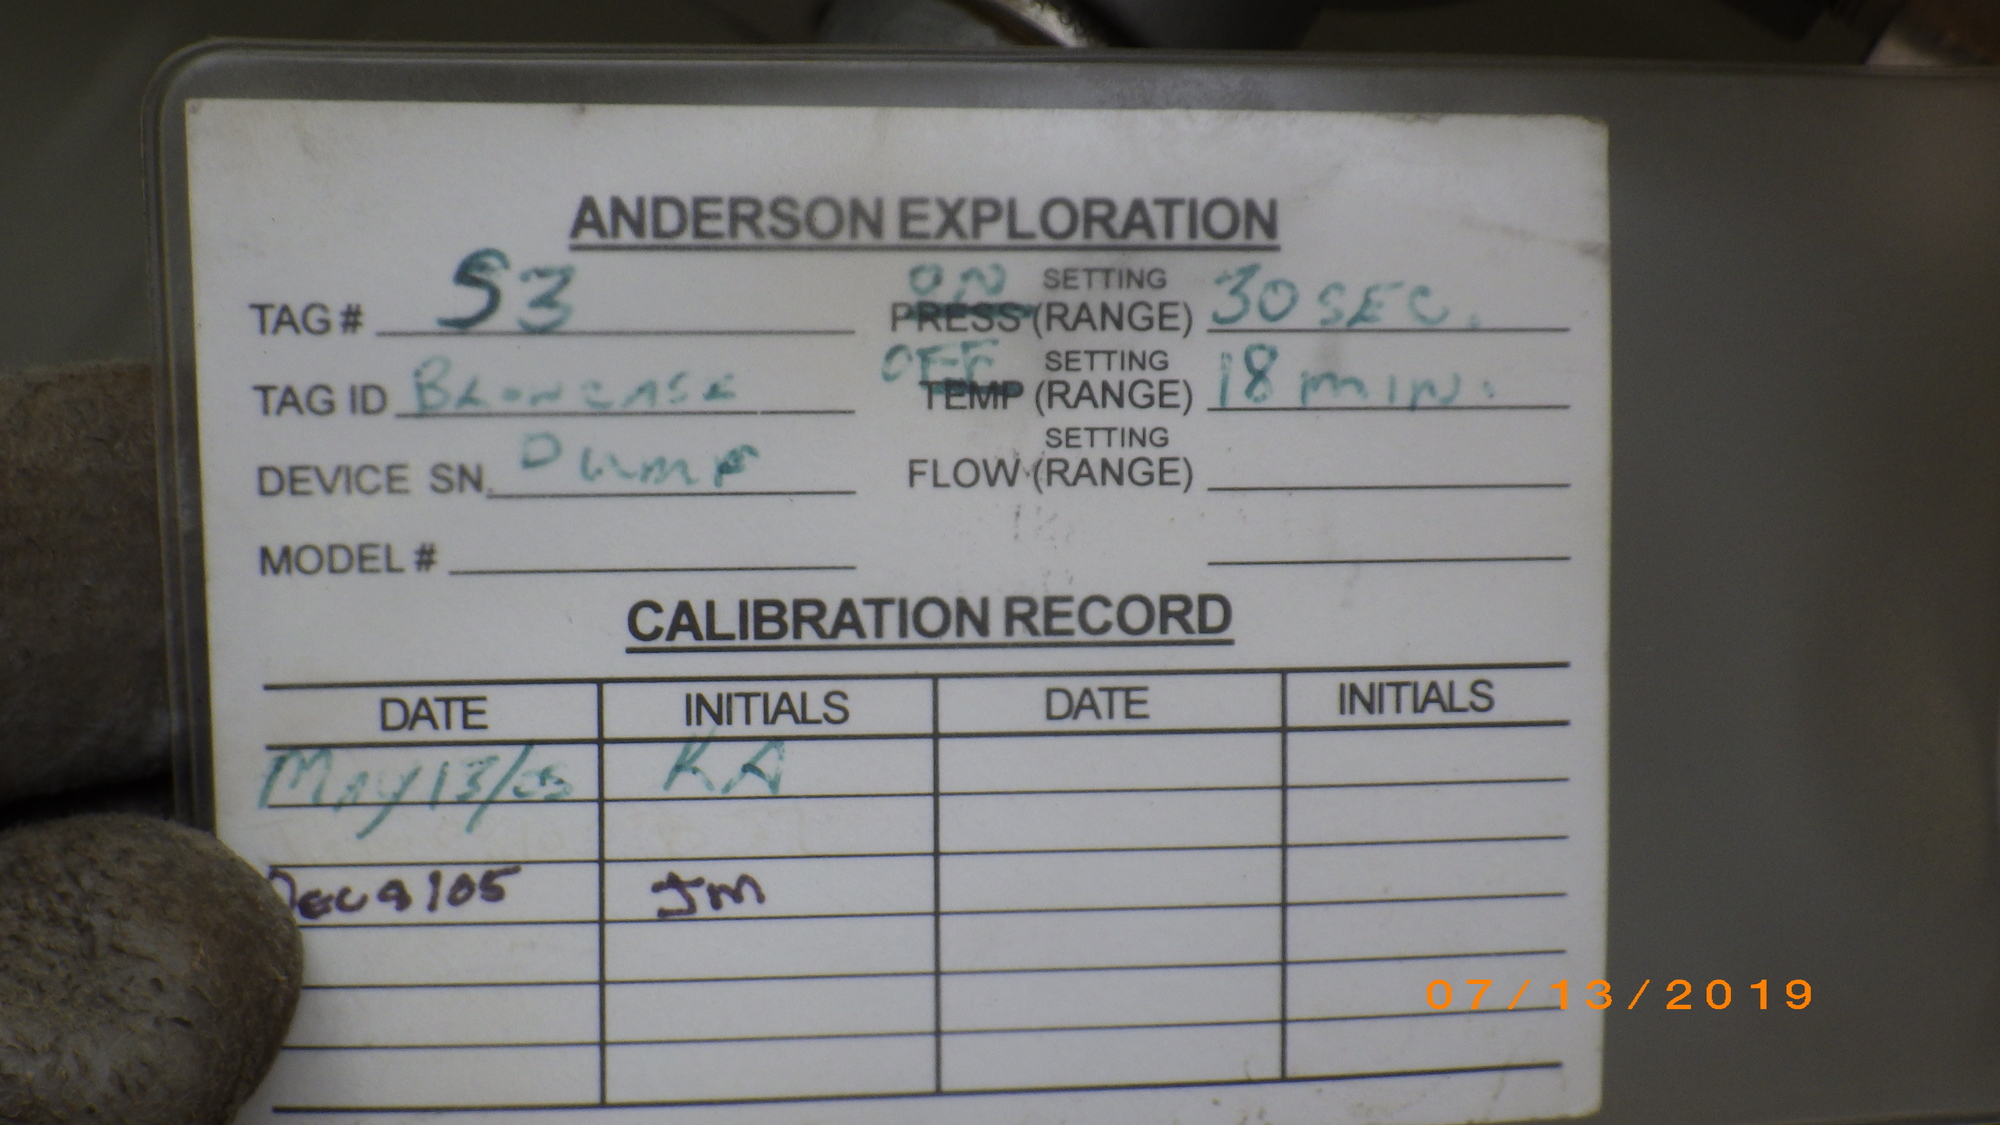 ANDERSON EXPLORATION
TAG # S3
ON SETTING
PRESS (RANGE) 30 SEC.
TAG ID BLOWCASE
OFF SETTING
TEMP (RANGE) 18 MIN.
DEVICE SN. DUMP
SETTING
FLOW (RANGE)
MODEL #
CALIBRATION RECORD
DATE INITIALS DATE INITIALS
MAY 13/05 KA
Dec 9/05 JM
07/13/2019